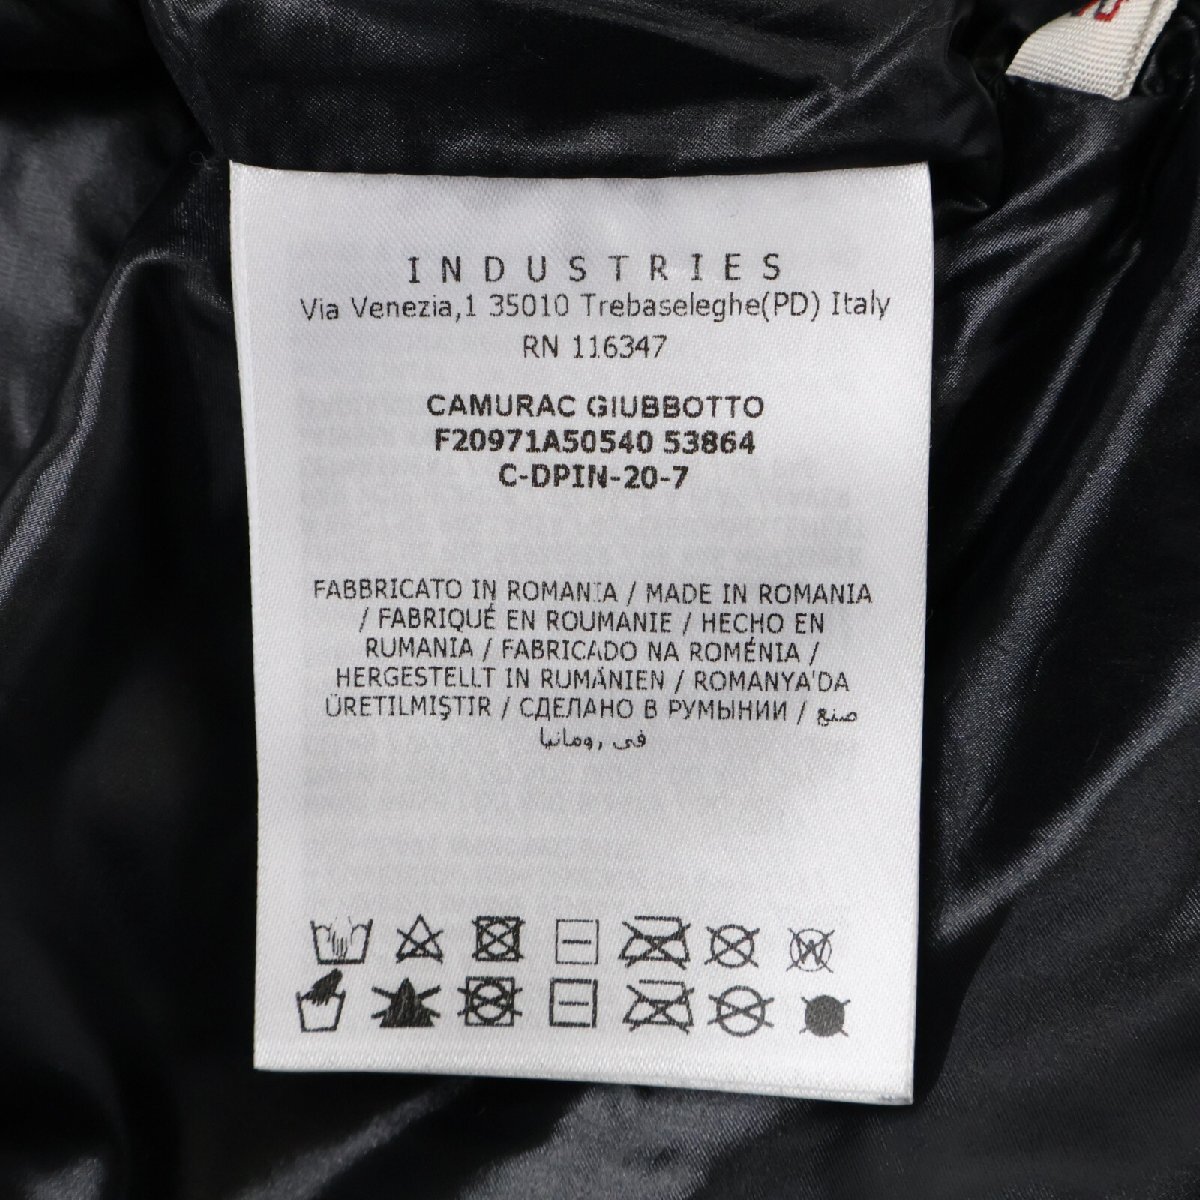 INDUSTRIES
Via Venezia,1 35010 Trebaseleghe(PD) Italy
RN 116347
CAMURAC GIUBBOTTO
F20971A50540 53864
C-DPIN-20-7
FABBRICATO IN ROMANIA / MADE IN ROMANIA
/ FABRIQUÉ EN ROUMANIE / HECHO EN
RUMANIA / FABRICADO NA ROMÉNIA /
HERGESTELLT IN RUMÄNIEN / ROMANYA'DA
ÜRETILMIŞTIR / СДЕЛАНО В РУМЫНИИ / صنع
في رومانيا
W